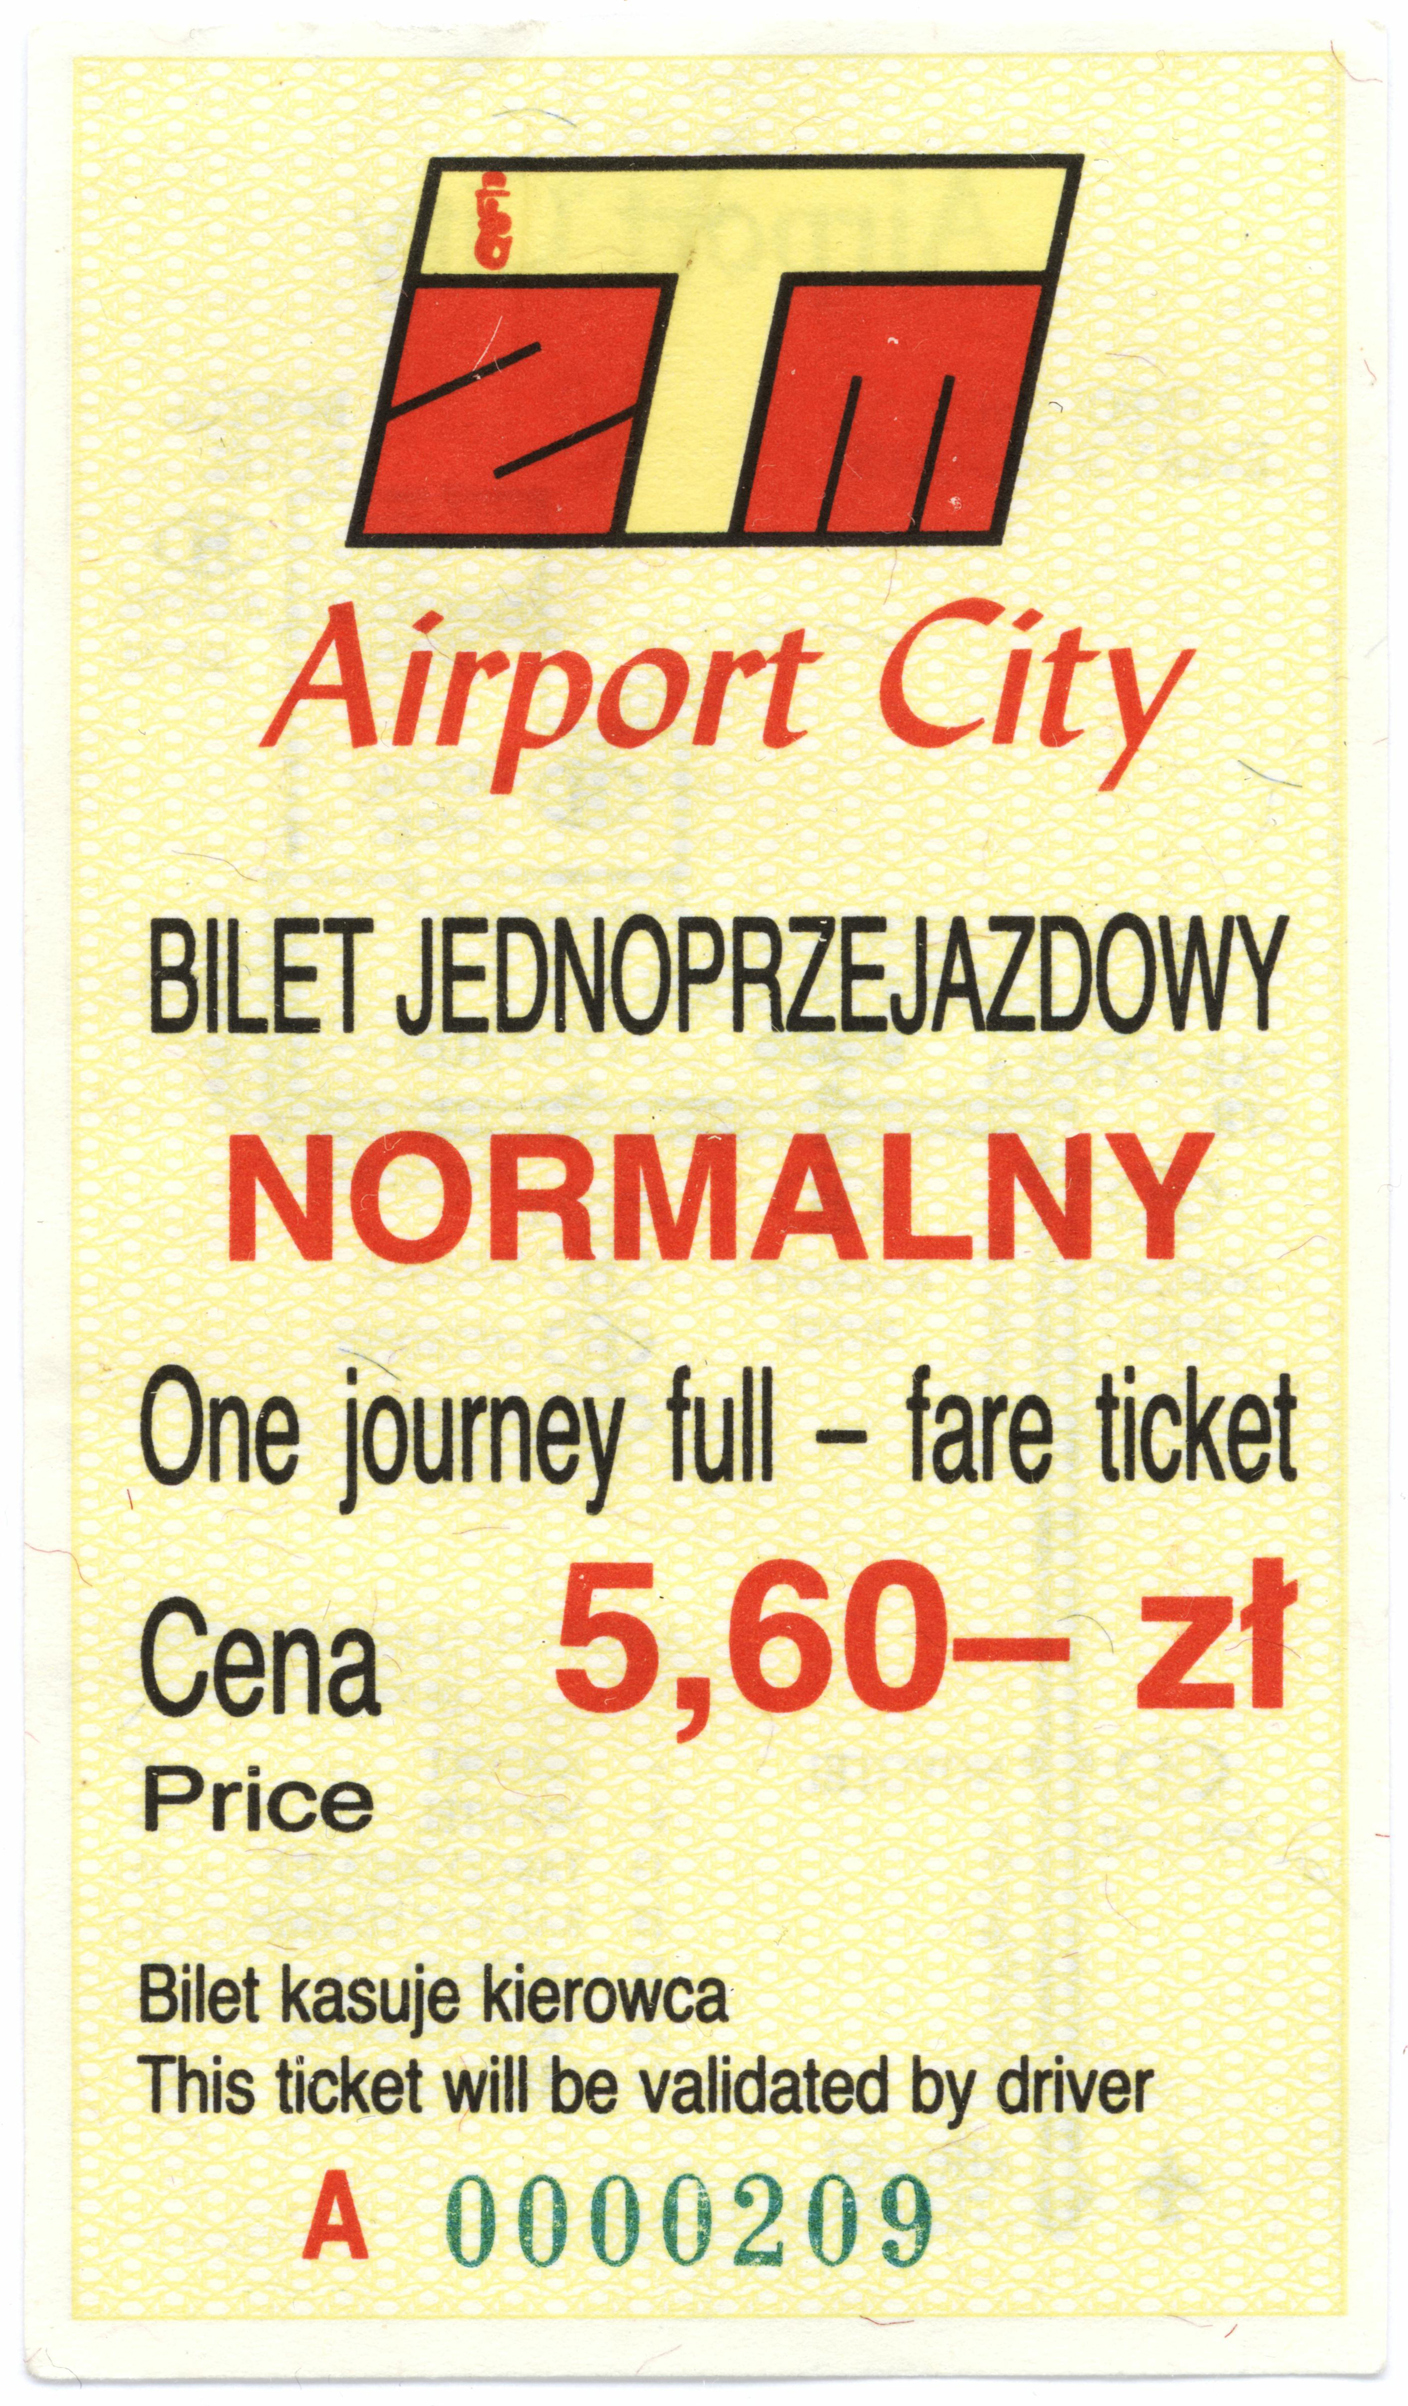 ZTM
Airport City
BILET JEDNOPRZEJAZDOWY
NORMALNY
One journey full – fare ticket
Cena 5,60– zł
Price
Bilet kasuje kierowca
This ticket will be validated by driver
A 0000209